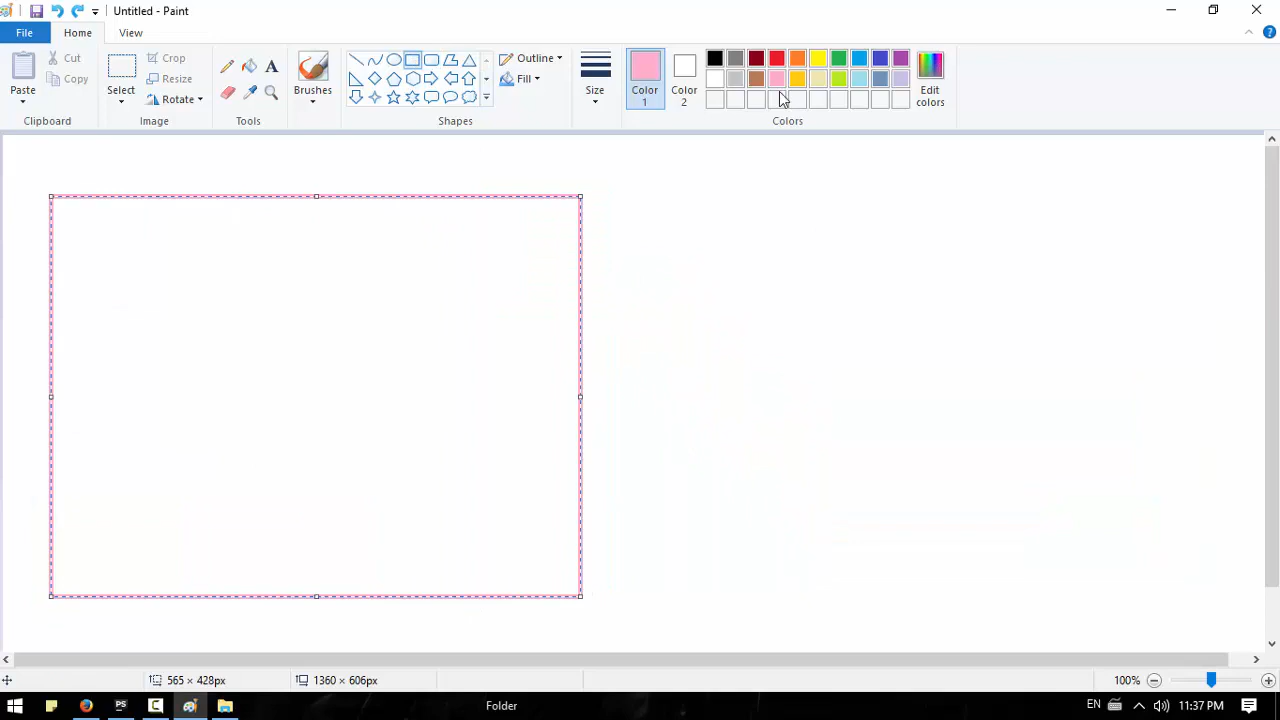 Untitled - Paint
File
Home
View
Paste
Cut
Copy
Clipboard
Select
Crop
Resize
Rotate
Image
A
Tools
Brushes
Outline
Fill
Shapes
Size
Color 1
Color 2
Edit colors
Colors
565 × 428px
1360 × 606px
100%
Ps
Folder
EN
11:37 PM